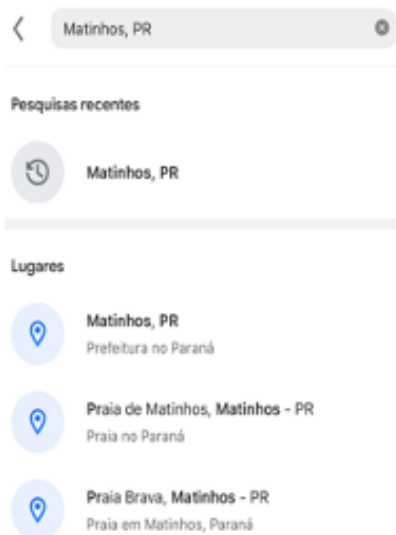 Matinhos, PR
Pesquisas recentes
Matinhos, PR
Lugares
Matinhos, PR
Prefeitura no Paraná
Praia de Matinhos, Matinhos - PR
Praia no Paraná
Praia Brava, Matinhos - PR
Praia em Matinhos, Paraná